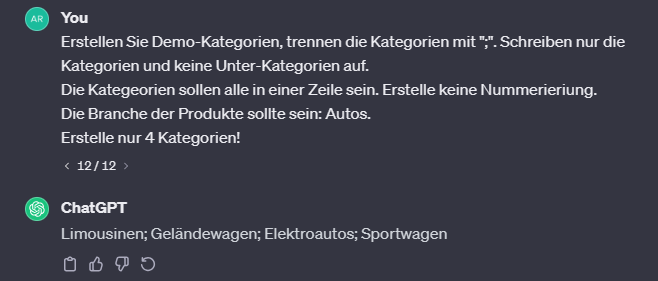 AR
You
Erstellen Sie Demo-Kategorien, trennen die Kategorien mit ";". Schreiben nur die
Kategorien und keine Unter-Kategorien auf.
Die Kategeorien sollen alle in einer Zeile sein. Erstelle keine Nummerieriung.
Die Branche der Produkte sollte sein: Autos.
Erstelle nur 4 Kategorien!
< 12 / 12 >
ChatGPT
Limousinen; Geländewagen; Elektroautos; Sportwagen